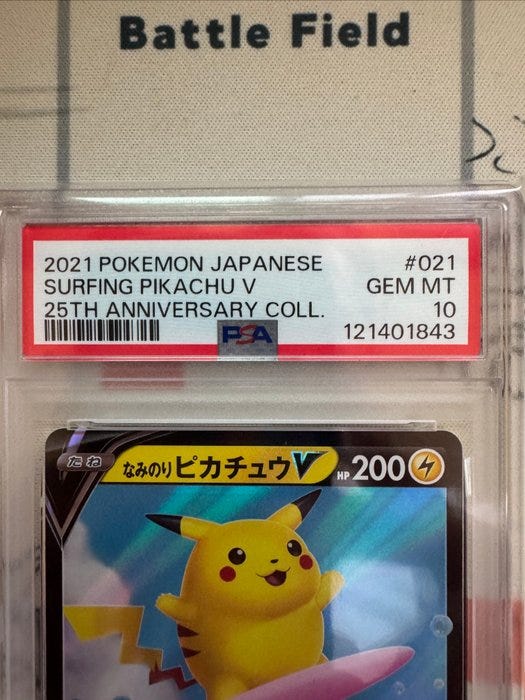 Battle Field
2021 POKEMON JAPANESE #021
SURFING PIKACHU V GEM MT
25TH ANNIVERSARY COLL. 10
PSA 121401843
たね なみのりピカチュウV HP 200